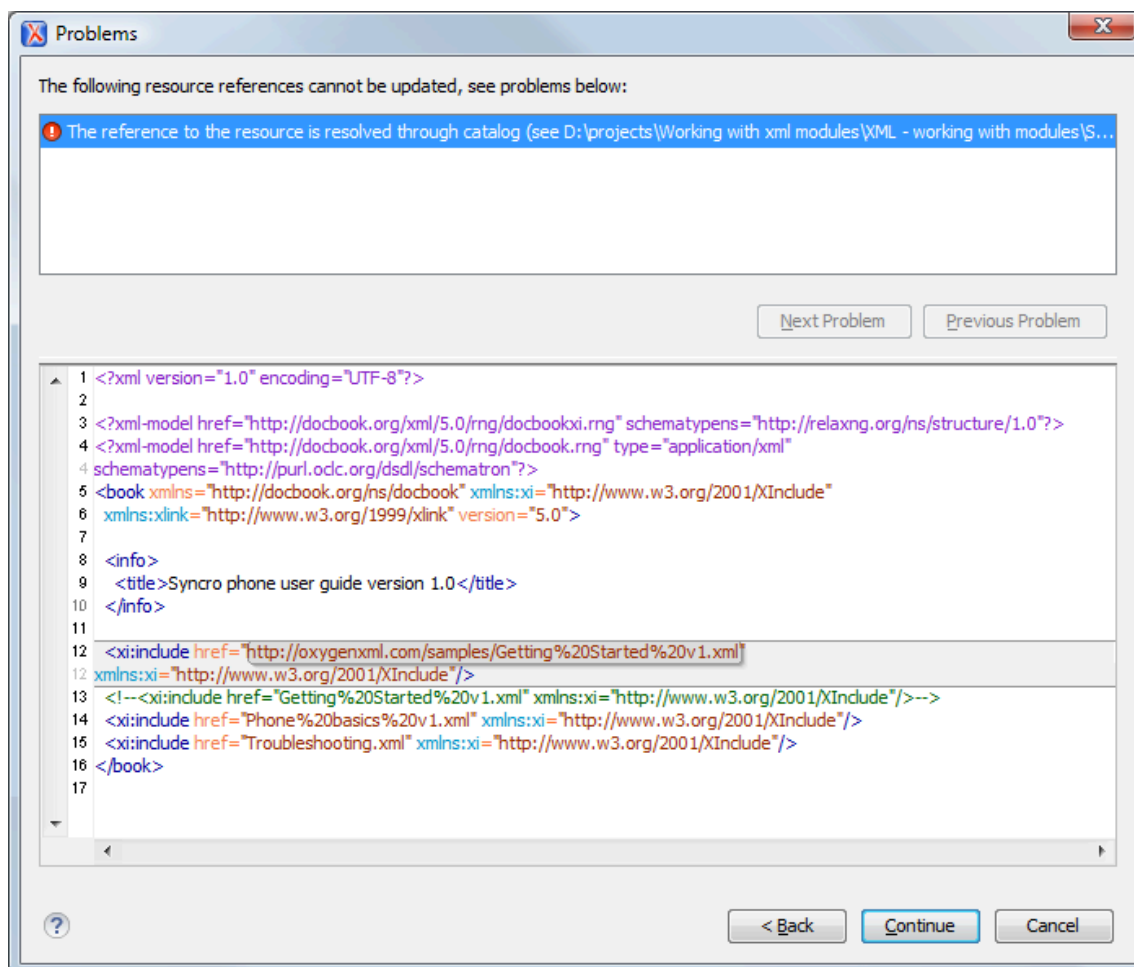 Problems
The following resource references cannot be updated, see problems below:
The reference to the resource is resolved through catalog (see D:\projects\Working with xml modules\XML - working with modules\S...
Next Problem Previous Problem
1 <?xml version="1.0" encoding="UTF-8"?>
2
3 <?xml-model href="http://docbook.org/xml/5.0/rng/docbookxi.rng" schematypens="http://relaxng.org/ns/structure/1.0"?>
4 <?xml-model href="http://docbook.org/xml/5.0/rng/docbook.rng" type="application/xml"
4 schematypens="http://purl.oclc.org/dsdl/schematron"?>
5 <book xmlns="http://docbook.org/ns/docbook" xmlns:xi="http://www.w3.org/2001/XInclude"
6 xmlns:xlink="http://www.w3.org/1999/xlink" version="5.0">
7
8 <info>
9 <title>Syncro phone user guide version 1.0</title>
10 </info>
11
12 <xi:include href="http://oxygenxml.com/samples/Getting%20Started%20v1.xml"
12 xmlns:xi="http://www.w3.org/2001/XInclude"/>
13 <!--<xi:include href="Getting%20Started%20v1.xml" xmlns:xi="http://www.w3.org/2001/XInclude"/>-->
14 <xi:include href="Phone%20basics%20v1.xml" xmlns:xi="http://www.w3.org/2001/XInclude"/>
15 <xi:include href="Troubleshooting.xml" xmlns:xi="http://www.w3.org/2001/XInclude"/>
16 </book>
17
< Back Continue Cancel